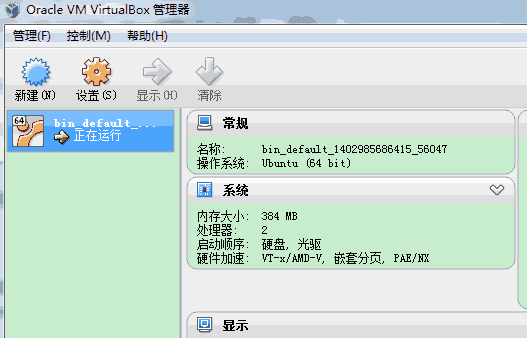 Oracle VM VirtualBox 管理器
管理(F) 控制(M) 帮助(H)
新建(N) 设置(S) 显示(H) 清除
64 bin_default_...
正在运行
常规
名称: bin_default_1402985686415_56047
操作系统: Ubuntu (64 bit)
系统
内存大小: 384 MB
处理器: 2
启动顺序: 硬盘, 光驱
硬件加速: VT-x/AMD-V, 嵌套分页, PAE/NX
显示